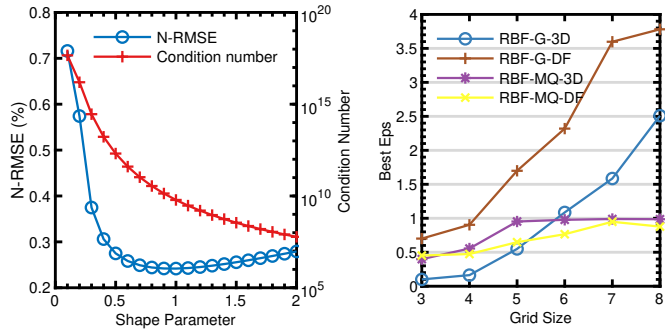 N-RMSE (%)
0.8
0.7
0.6
0.5
0.4
0.3
0.2
0 0.5 1 1.5 2
Shape Parameter
N-RMSE
Condition number
10^20
10^15
10^10
10^5
Condition Number
Best Eps
4
3.5
3
2.5
2
1.5
1
0.5
0
3 4 5 6 7 8
Grid Size
RBF-G-3D
RBF-G-DF
RBF-MQ-3D
RBF-MQ-DF